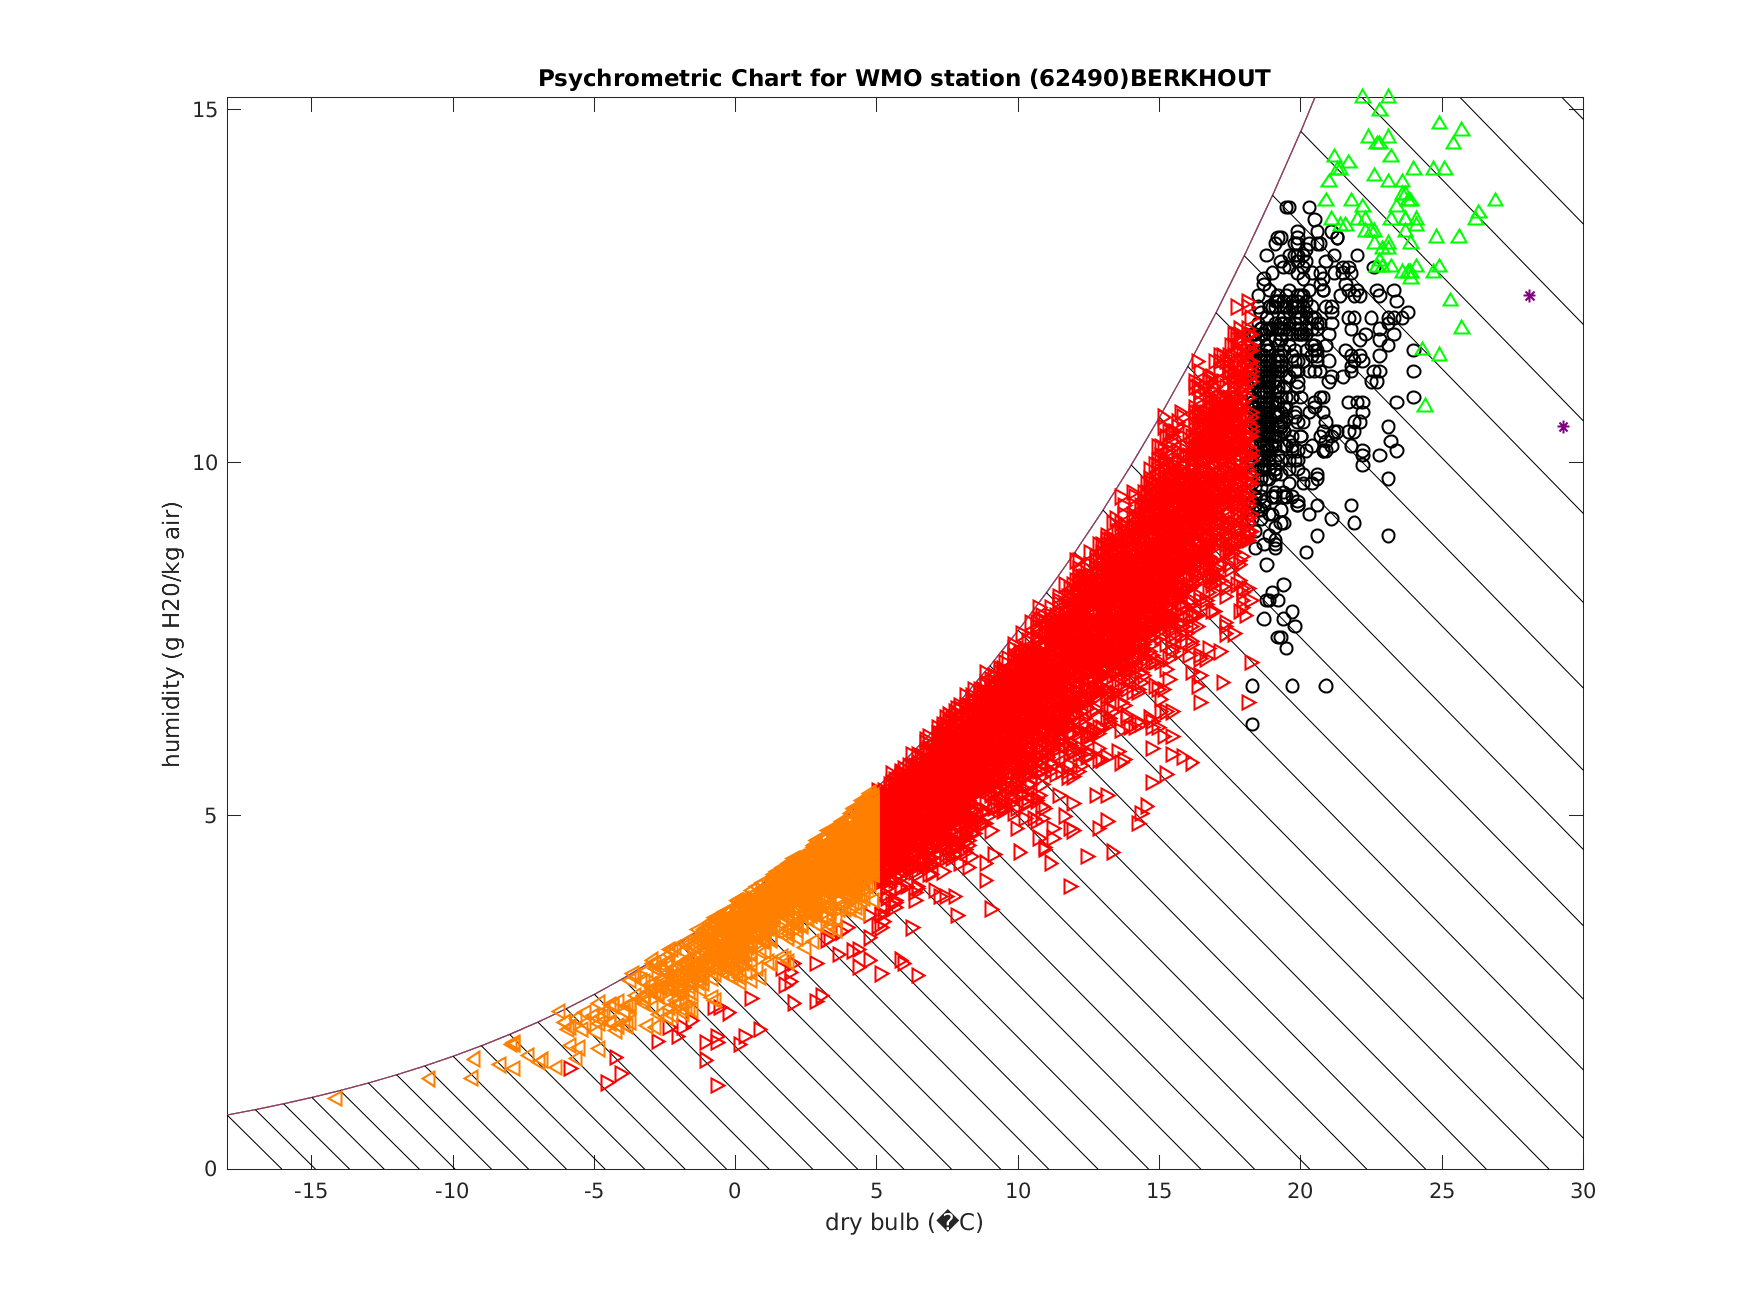 Psychrometric Chart for WMO station (62490)BERKHOUT
15
10
5
0
humidity (g H20/kg air)
-15 -10 -5 0 5 10 15 20 25 30
dry bulb (�C)